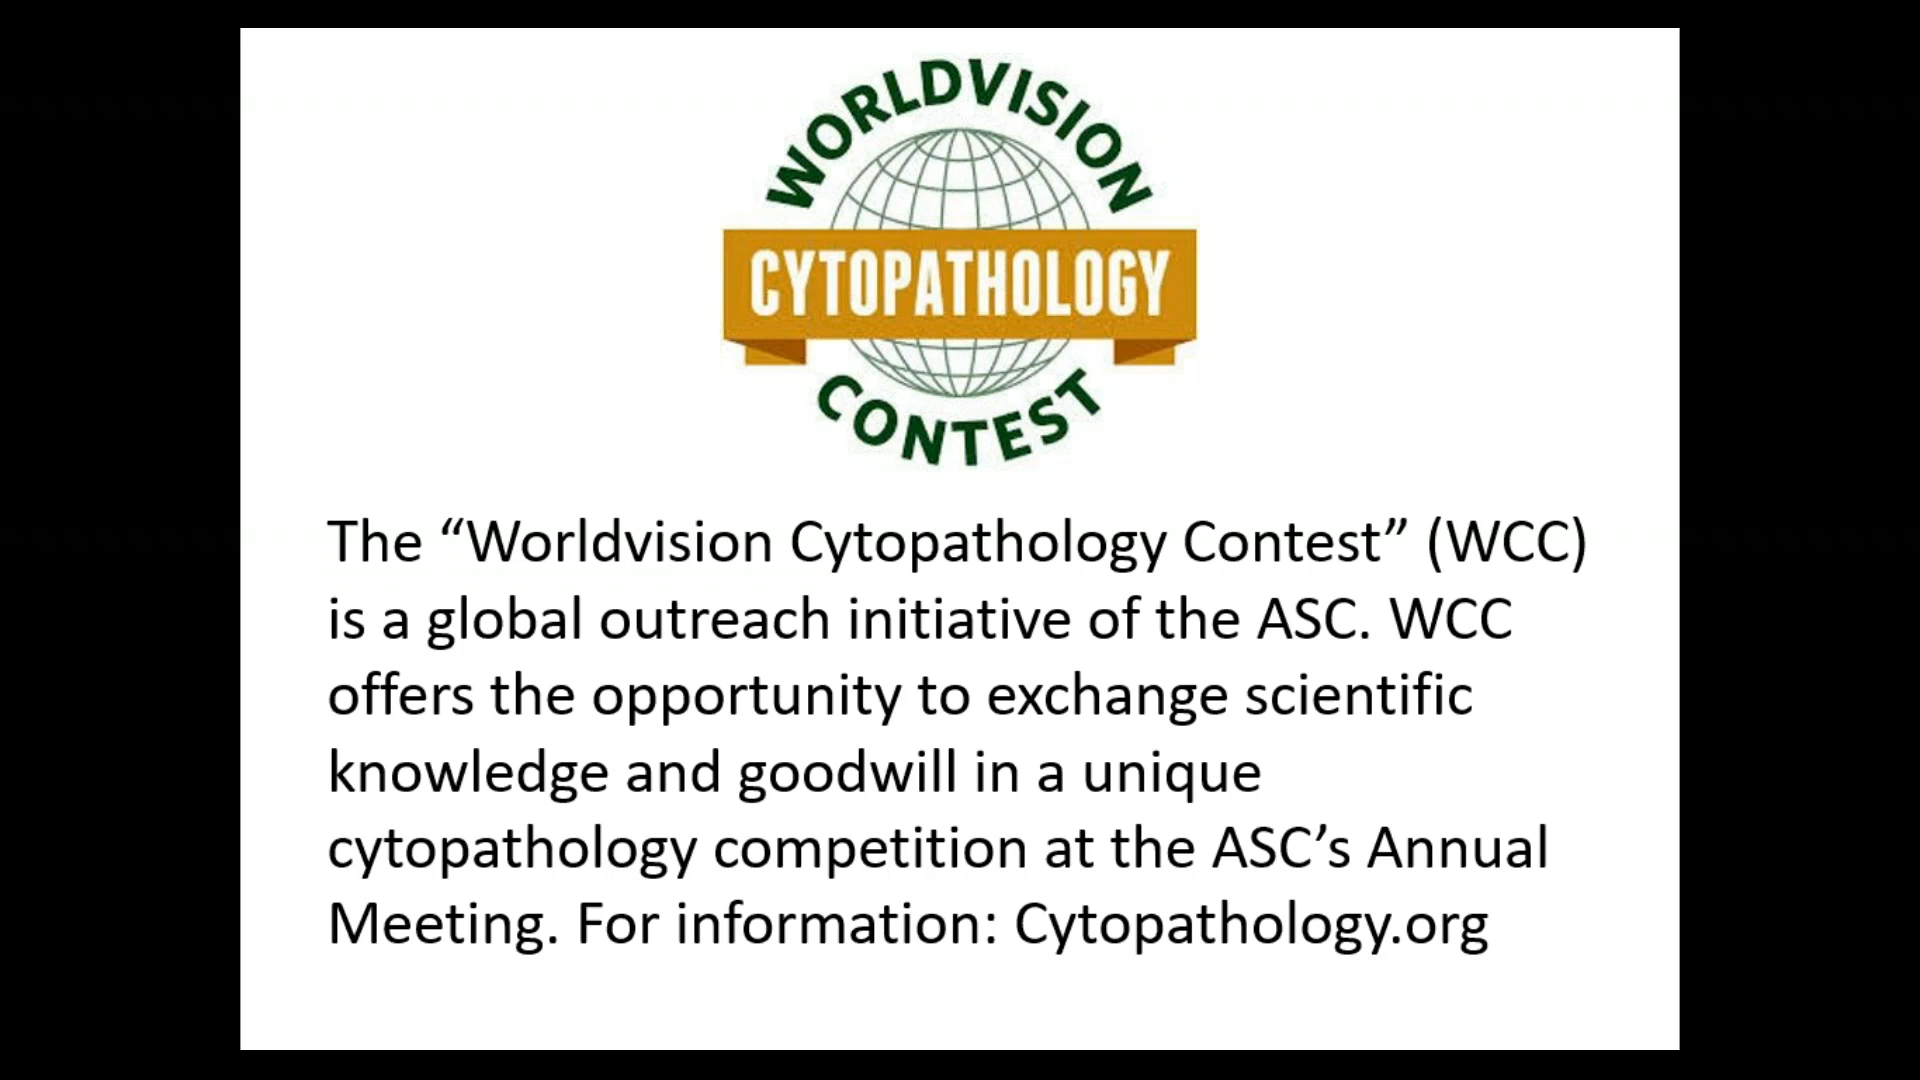 WORLDVISION
CYTOPATHOLOGY
CONTEST
The “Worldvision Cytopathology Contest” (WCC)
is a global outreach initiative of the ASC. WCC
offers the opportunity to exchange scientific
knowledge and goodwill in a unique
cytopathology competition at the ASC’s Annual
Meeting. For information: Cytopathology.org